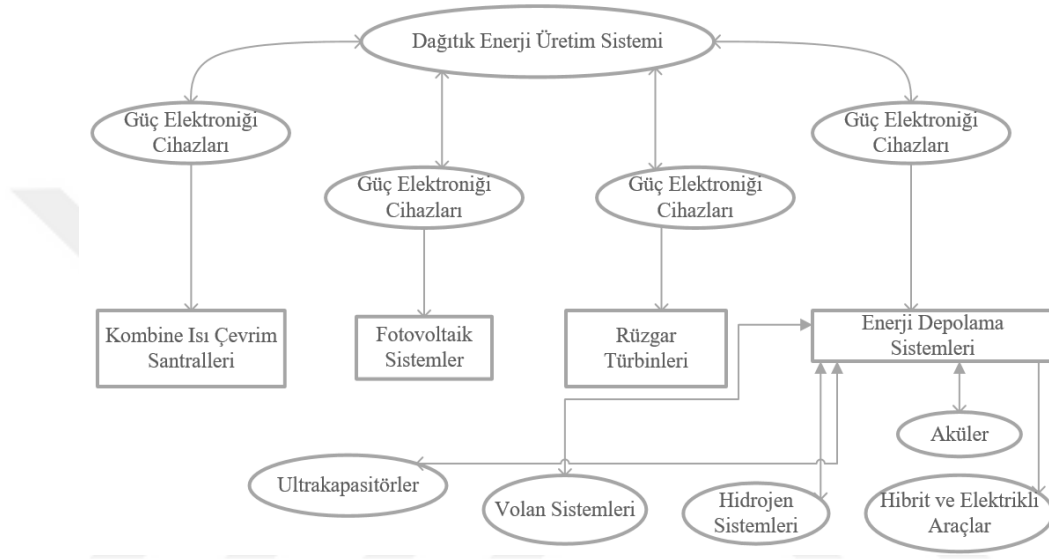 Dağıtık Enerji Üretim Sistemi
Güç Elektroniği
Cihazları
Güç Elektroniği
Cihazları
Güç Elektroniği
Cihazları
Güç Elektroniği
Cihazları
Kombine Isı Çevrim
Santralleri
Fotovoltaik
Sistemler
Rüzgar
Türbinleri
Enerji Depolama
Sistemleri
Aküler
Ultrakapasitörler
Volan Sistemleri
Hidrojen
Sistemleri
Hibrit ve Elektrikli
Araçlar